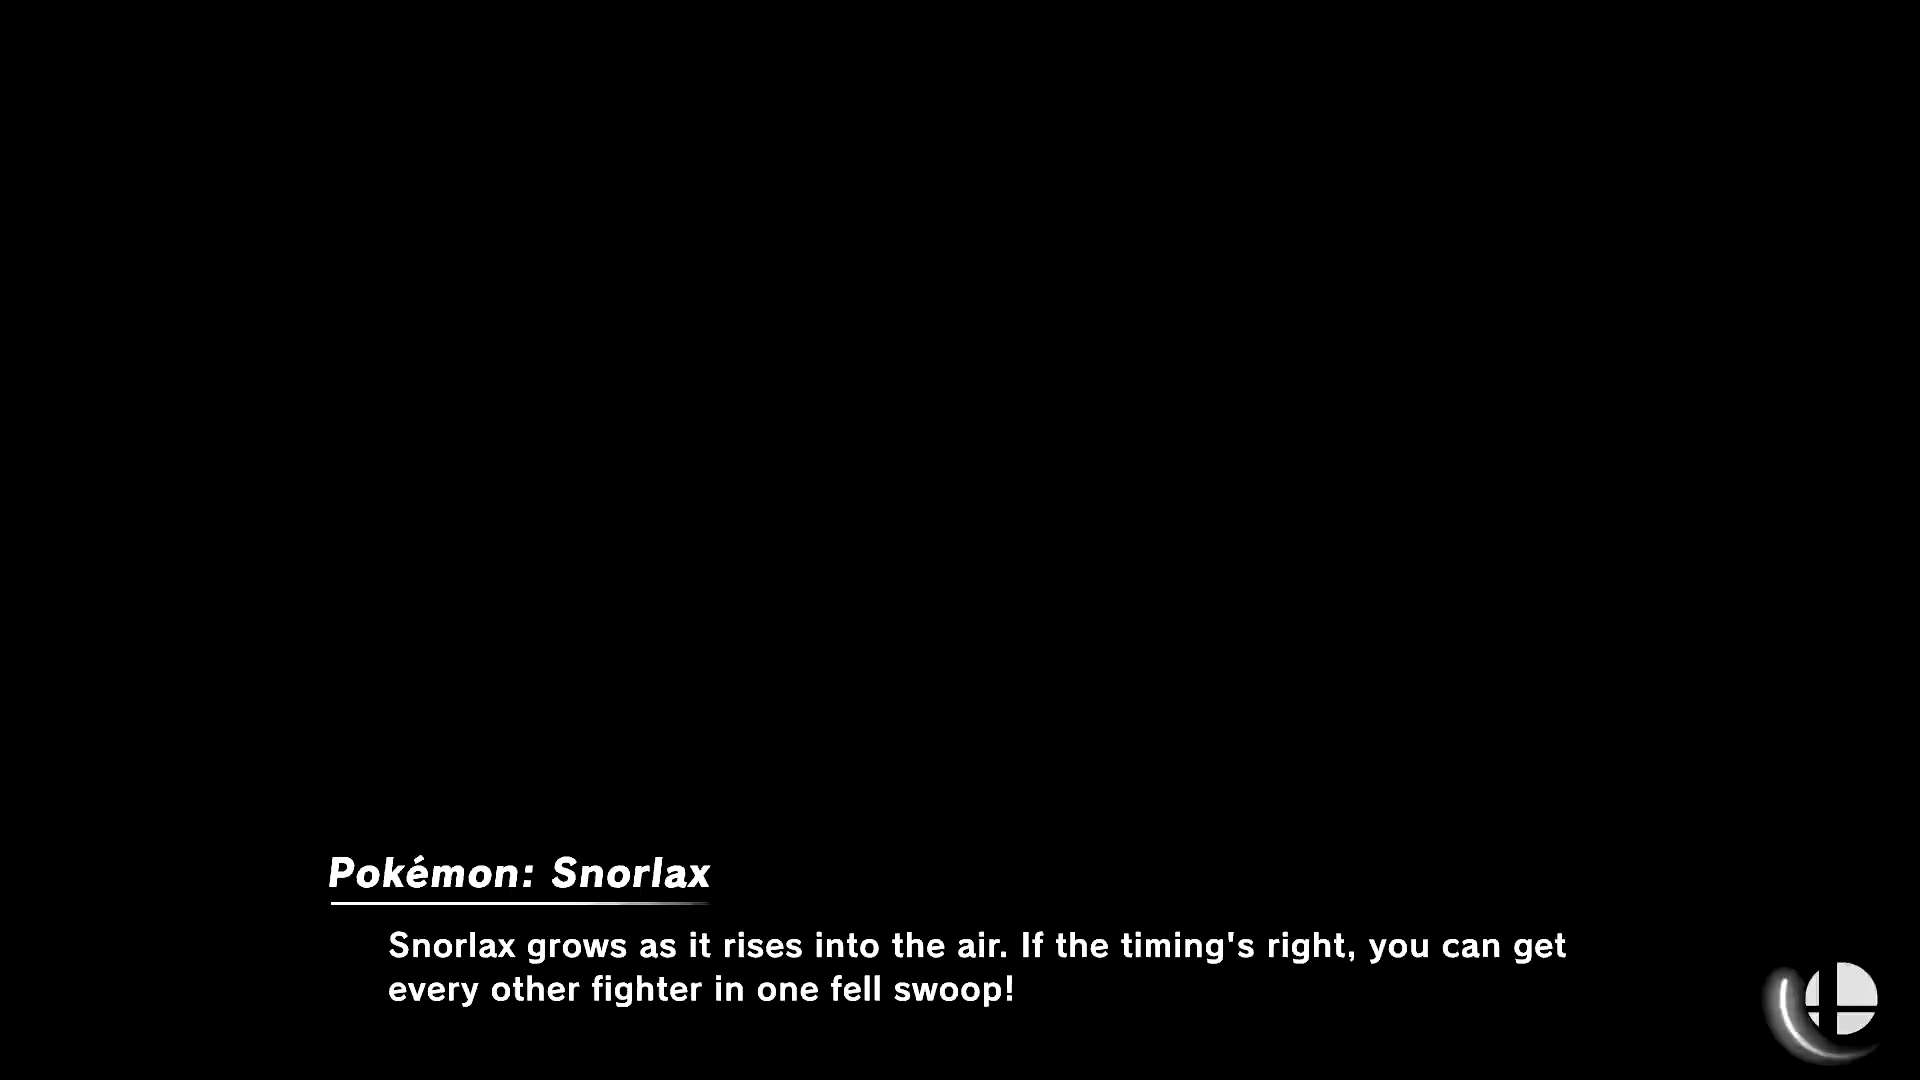 Pokémon: Snorlax
Snorlax grows as it rises into the air. If the timing's right, you can get
every other fighter in one fell swoop!